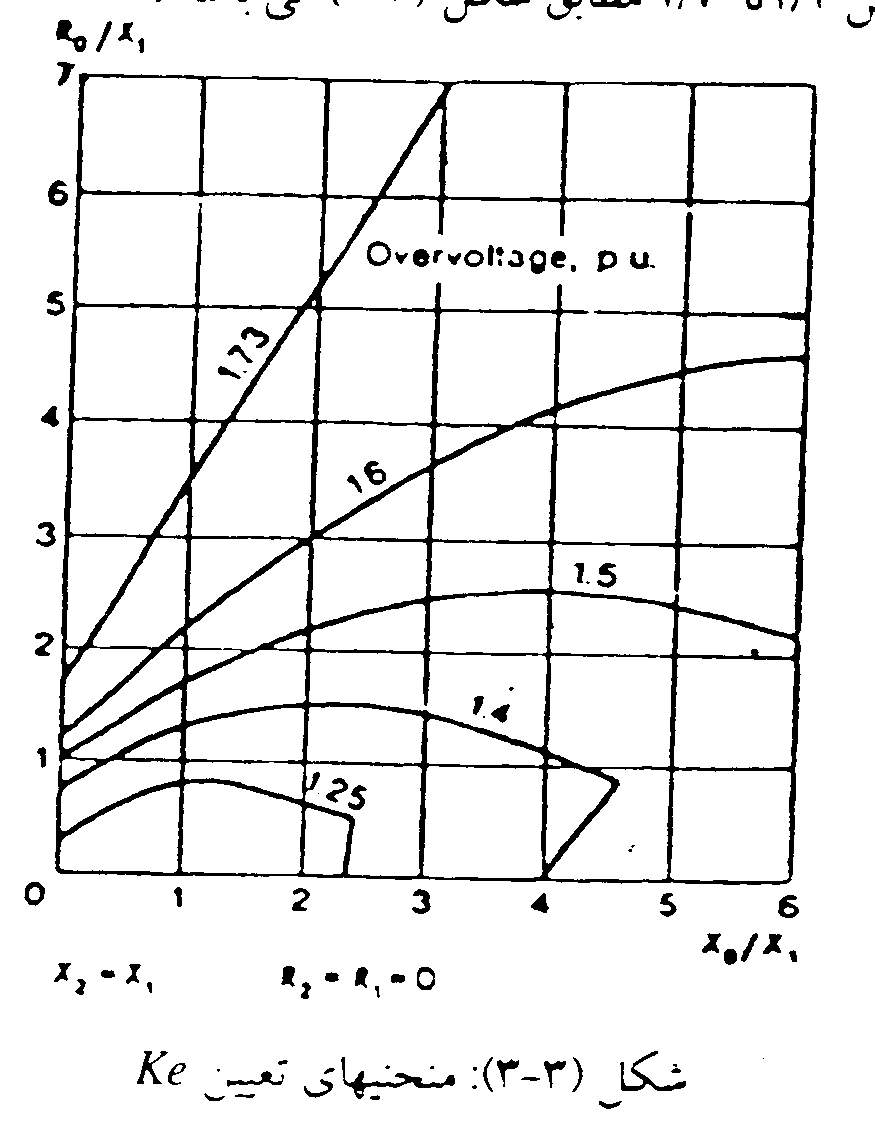 R₀/X₁
7
6
Overvoltage, p u.
5
1.73
4
1.6
3
1.5
2
1.4
1
1.25
0 1 2 3 4 5 6
X₀/X₁
X₂ = X₁ R₂ = R₁ = 0
شکل (۳-۳): منحنیهای تعیین Ke